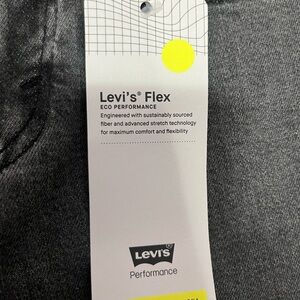 Levi's® Flex
ECO PERFORMANCE
Engineered with sustainably sourced
fiber and advanced stretch technology
for maximum comfort and flexibility
LEVI'S
Performance